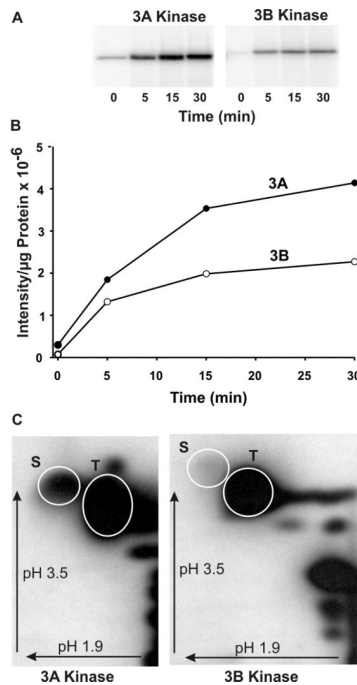 A
3A Kinase 3B Kinase
0 5 15 30 0 5 15 30
Time (min)
B
Intensity/µg Protein x 10-6
5
4
3
2
1
0
3A
3B
0 5 10 15 20 25 30
Time (min)
C
S T
S T
pH 3.5
pH 3.5
pH 1.9
pH 1.9
3A Kinase 3B Kinase